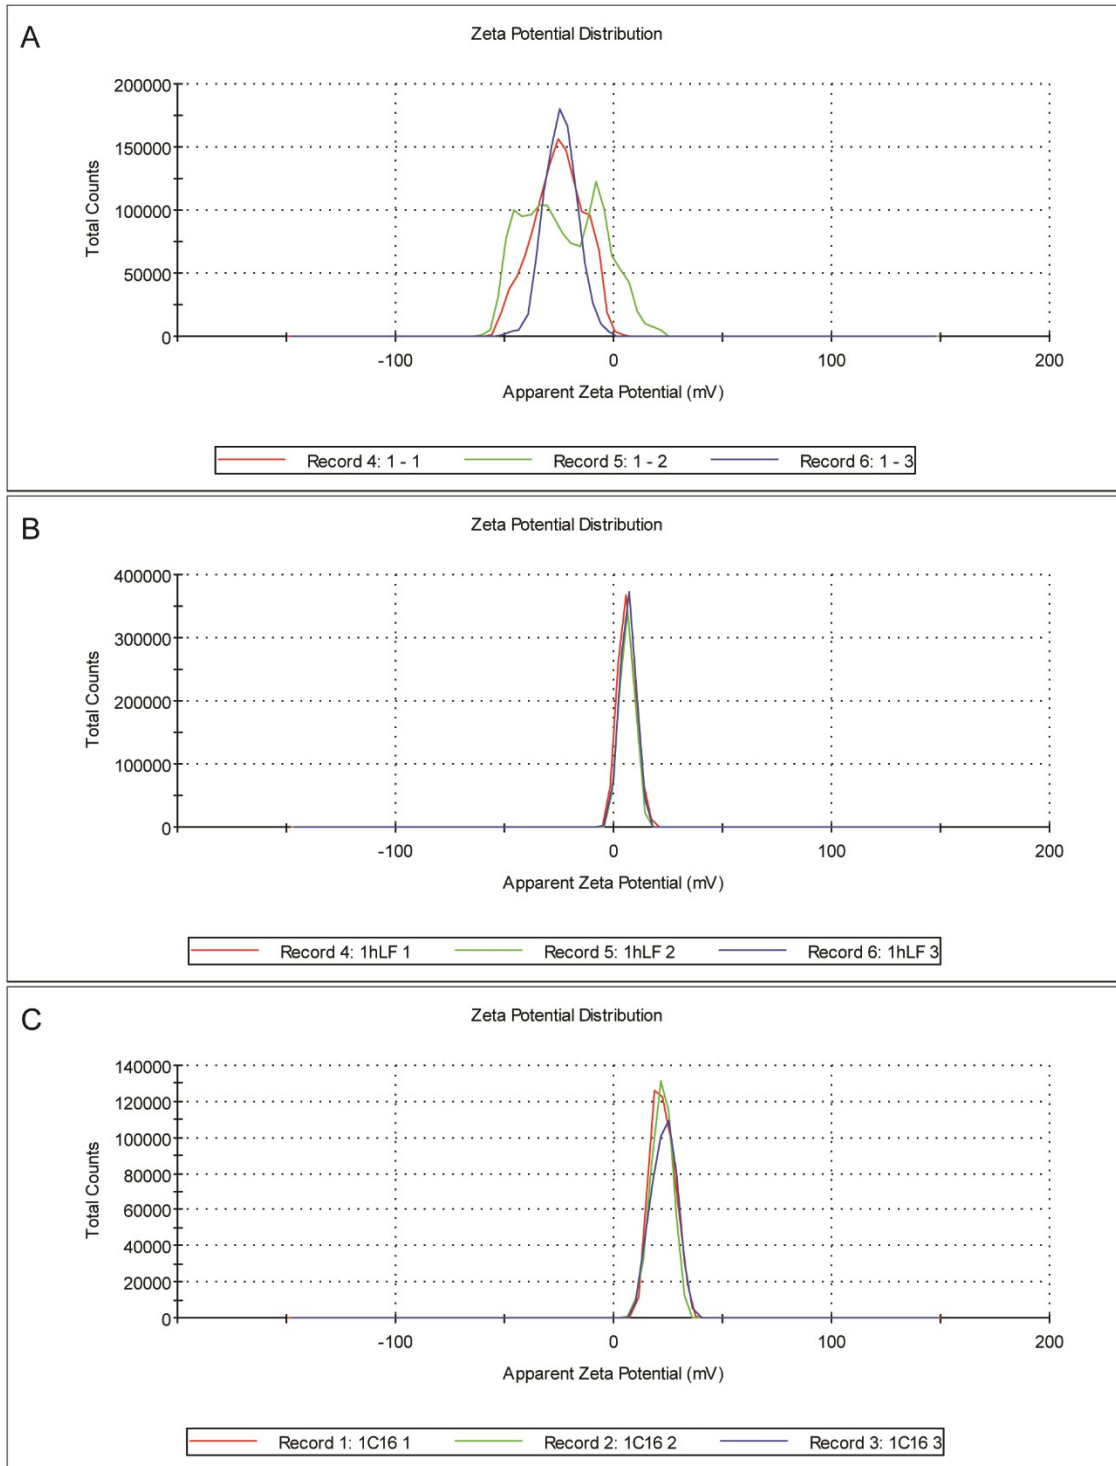 A
Zeta Potential Distribution
200000
150000
100000
50000
0
Total Counts
-100 0 100 200
Apparent Zeta Potential (mV)
Record 4: 1 - 1 Record 5: 1 - 2 Record 6: 1 - 3
B
Zeta Potential Distribution
400000
300000
200000
100000
0
Total Counts
-100 0 100 200
Apparent Zeta Potential (mV)
Record 4: 1hLF 1 Record 5: 1hLF 2 Record 6: 1hLF 3
C
Zeta Potential Distribution
140000
120000
100000
80000
60000
40000
20000
0
Total Counts
-100 0 100 200
Apparent Zeta Potential (mV)
Record 1: 1C16 1 Record 2: 1C16 2 Record 3: 1C16 3